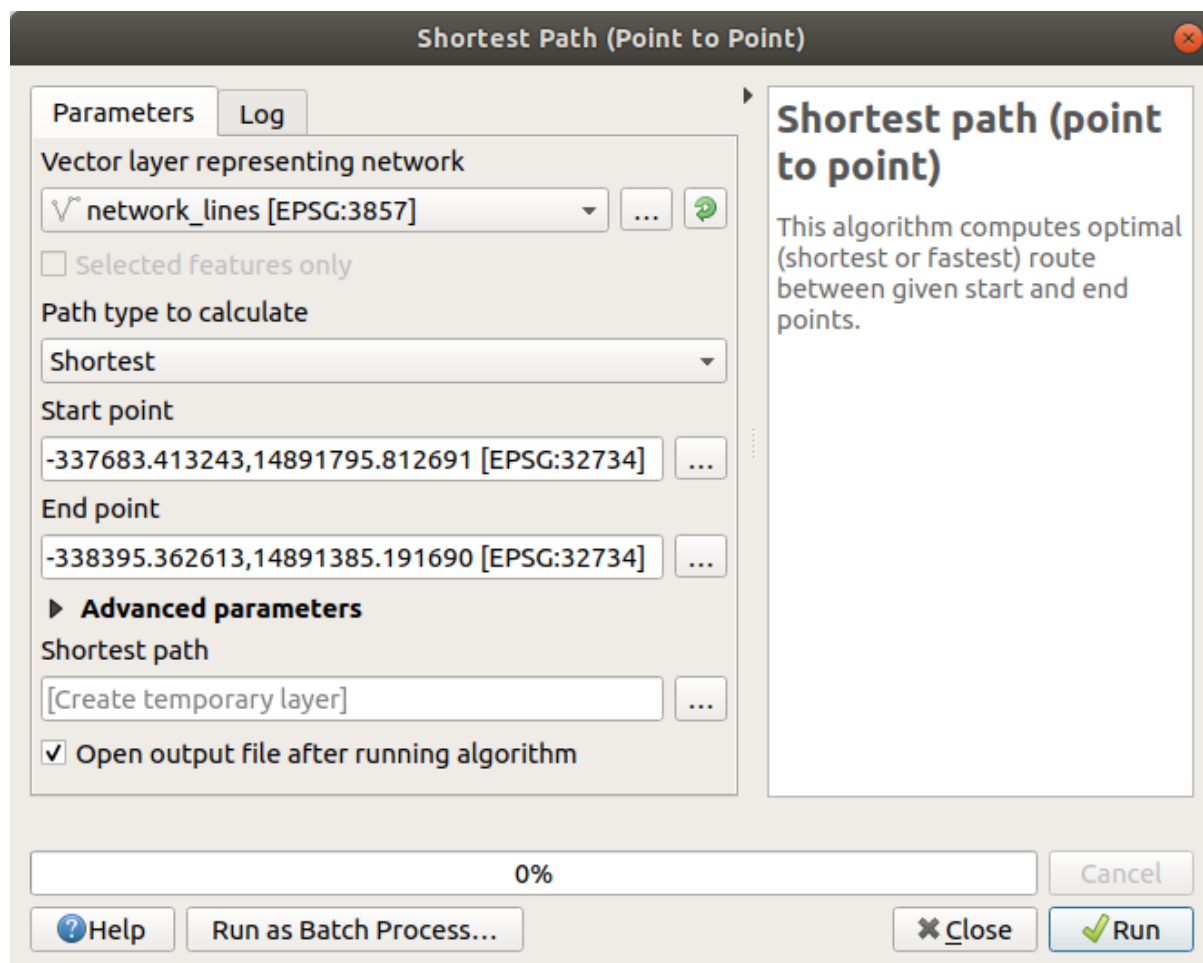 Shortest Path (Point to Point)
Parameters
Log
Vector layer representing network
network_lines [EPSG:3857]
...
Selected features only
Path type to calculate
Shortest
Start point
-337683.413243,14891795.812691 [EPSG:32734]
...
End point
-338395.362613,14891385.191690 [EPSG:32734]
...
Advanced parameters
Shortest path
[Create temporary layer]
...
Open output file after running algorithm
Shortest path (point
to point)
This algorithm computes optimal
(shortest or fastest) route
between given start and end
points.
0%
Cancel
Help
Run as Batch Process...
Close
Run